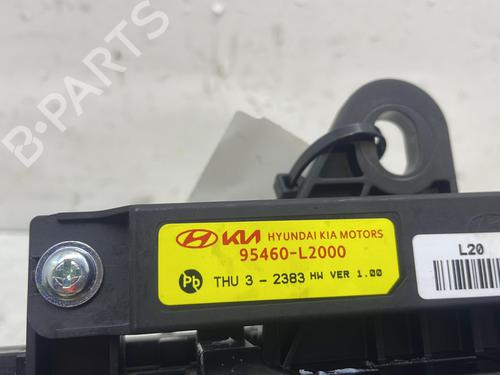 B-PARTS
KIA HYUNDAI KIA MOTORS
95460-L2000
Pb THU 3 - 2383 HW VER 1.00
L20